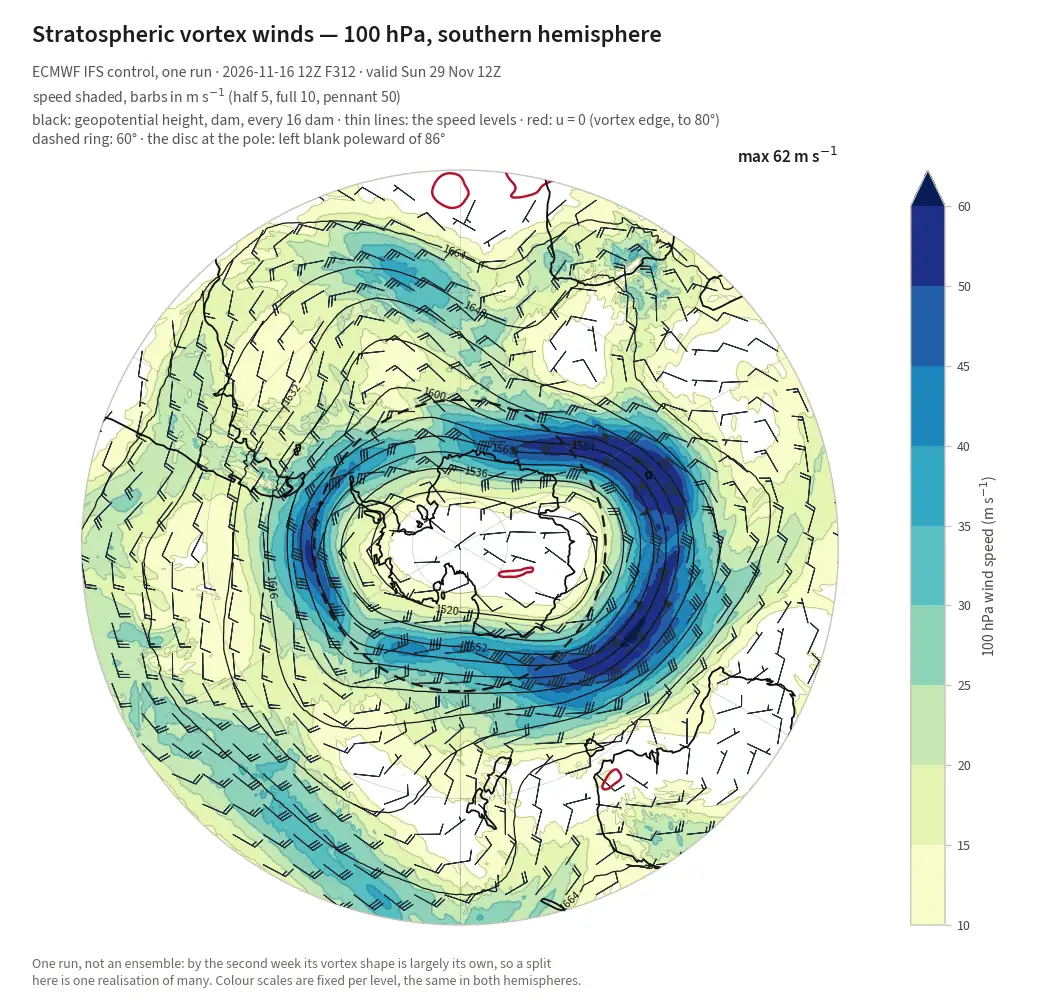 Stratospheric vortex winds — 100 hPa, southern hemisphere
ECMWF IFS control, one run · 2026-11-16 12Z F312 · valid Sun 29 Nov 12Z
speed shaded, barbs in m s⁻¹ (half 5, full 10, pennant 50)
black: geopotential height, dam, every 16 dam · thin lines: the speed levels · red: u = 0 (vortex edge, to 80°)
dashed ring: 60° · the disc at the pole: left blank poleward of 86°
max 62 m s⁻¹
60
50
45
40
35
30
25
20
15
10
100 hPa wind speed (m s⁻¹)
1664
1648
1632
1600
1584
1568
1536
1616
1520
1552
1664
One run, not an ensemble: by the second week its vortex shape is largely its own, so a split
here is one realisation of many. Colour scales are fixed per level, the same in both hemispheres.